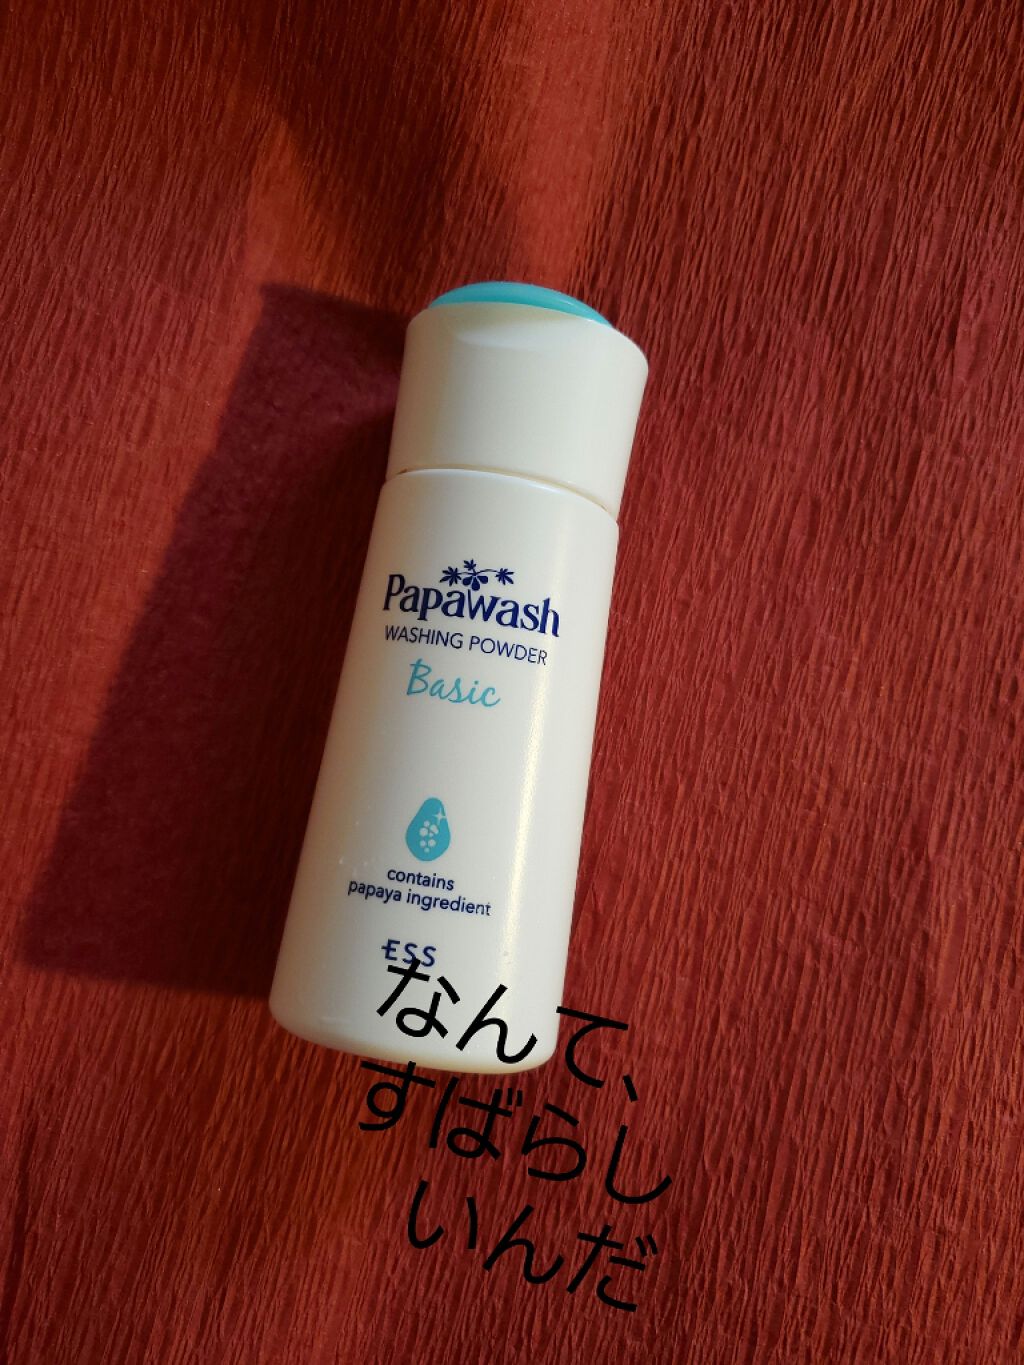 Papawash
WASHING POWDER
Basic
contains
papaya ingredient
ESS
なんて、
すばらし
いんだ